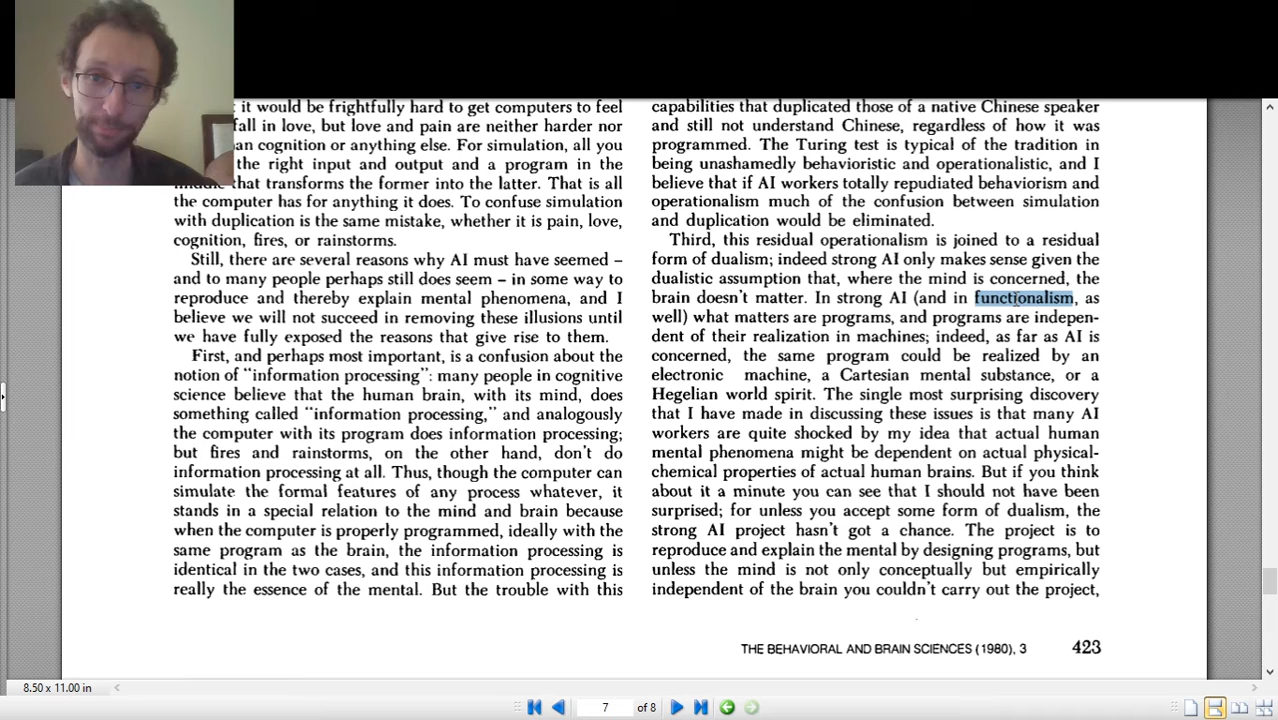 it would be frightfully hard to get computers to feel
fall in love, but love and pain are neither harder nor
an cognition or anything else. For simulation, all you
the right input and output and a program in the
that transforms the former into the latter. That is all
the computer has for anything it does. To confuse simulation
with duplication is the same mistake, whether it is pain, love,
cognition, fires, or rainstorms.
Still, there are several reasons why AI must have seemed –
and to many people perhaps still does seem – in some way to
reproduce and thereby explain mental phenomena, and I
believe we will not succeed in removing these illusions until
we have fully exposed the reasons that give rise to them.
First, and perhaps most important, is a confusion about the
notion of "information processing": many people in cognitive
science believe that the human brain, with its mind, does
something called "information processing," and analogously
the computer with its program does information processing;
but fires and rainstorms, on the other hand, don't do
information processing at all. Thus, though the computer can
simulate the formal features of any process whatever, it
stands in a special relation to the mind and brain because
when the computer is properly programmed, ideally with the
same program as the brain, the information processing is
identical in the two cases, and this information processing is
really the essence of the mental. But the trouble with this
capabilities that duplicated those of a native Chinese speaker
and still not understand Chinese, regardless of how it was
programmed. The Turing test is typical of the tradition in
being unashamedly behavioristic and operationalistic, and I
believe that if AI workers totally repudiated behaviorism and
operationalism much of the confusion between simulation
and duplication would be eliminated.
Third, this residual operationalism is joined to a residual
form of dualism; indeed strong AI only makes sense given the
dualistic assumption that, where the mind is concerned, the
brain doesn't matter. In strong AI (and in functionalism, as
well) what matters are programs, and programs are indepen-
dent of their realization in machines; indeed, as far as AI is
concerned, the same program could be realized by an
electronic machine, a Cartesian mental substance, or a
Hegelian world spirit. The single most surprising discovery
that I have made in discussing these issues is that many AI
workers are quite shocked by my idea that actual human
mental phenomena might be dependent on actual physical-
chemical properties of actual human brains. But if you think
about it a minute you can see that I should not have been
surprised; for unless you accept some form of dualism, the
strong AI project hasn't got a chance. The project is to
reproduce and explain the mental by designing programs, but
unless the mind is not only conceptually but empirically
independent of the brain you couldn't carry out the project,
THE BEHAVIORAL AND BRAIN SCIENCES (1980), 3 423
8.50 x 11.00 in
7 of 8